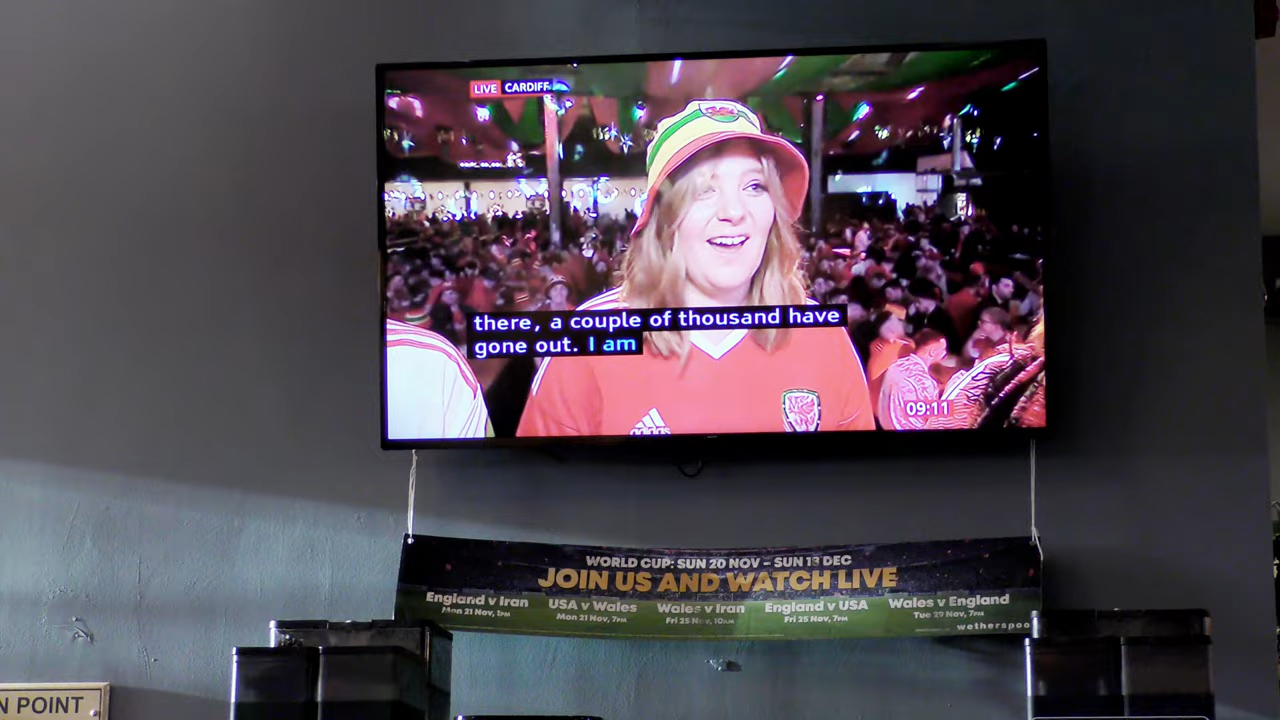 LIVE CARDIFF
there, a couple of thousand have
gone out. I am
adidas
09:11
WORLD CUP: SUN 20 NOV - SUN 13 DEC
JOIN US AND WATCH LIVE
England v Iran
Mon 21 Nov, 1PM
USA v Wales
Mon 21 Nov, 7PM
Wales v Iran
Fri 25 Nov, 10AM
England v USA
Fri 25 Nov, 7PM
Wales v England
Tue 29 Nov, 7PM
wetherspoo
N POINT